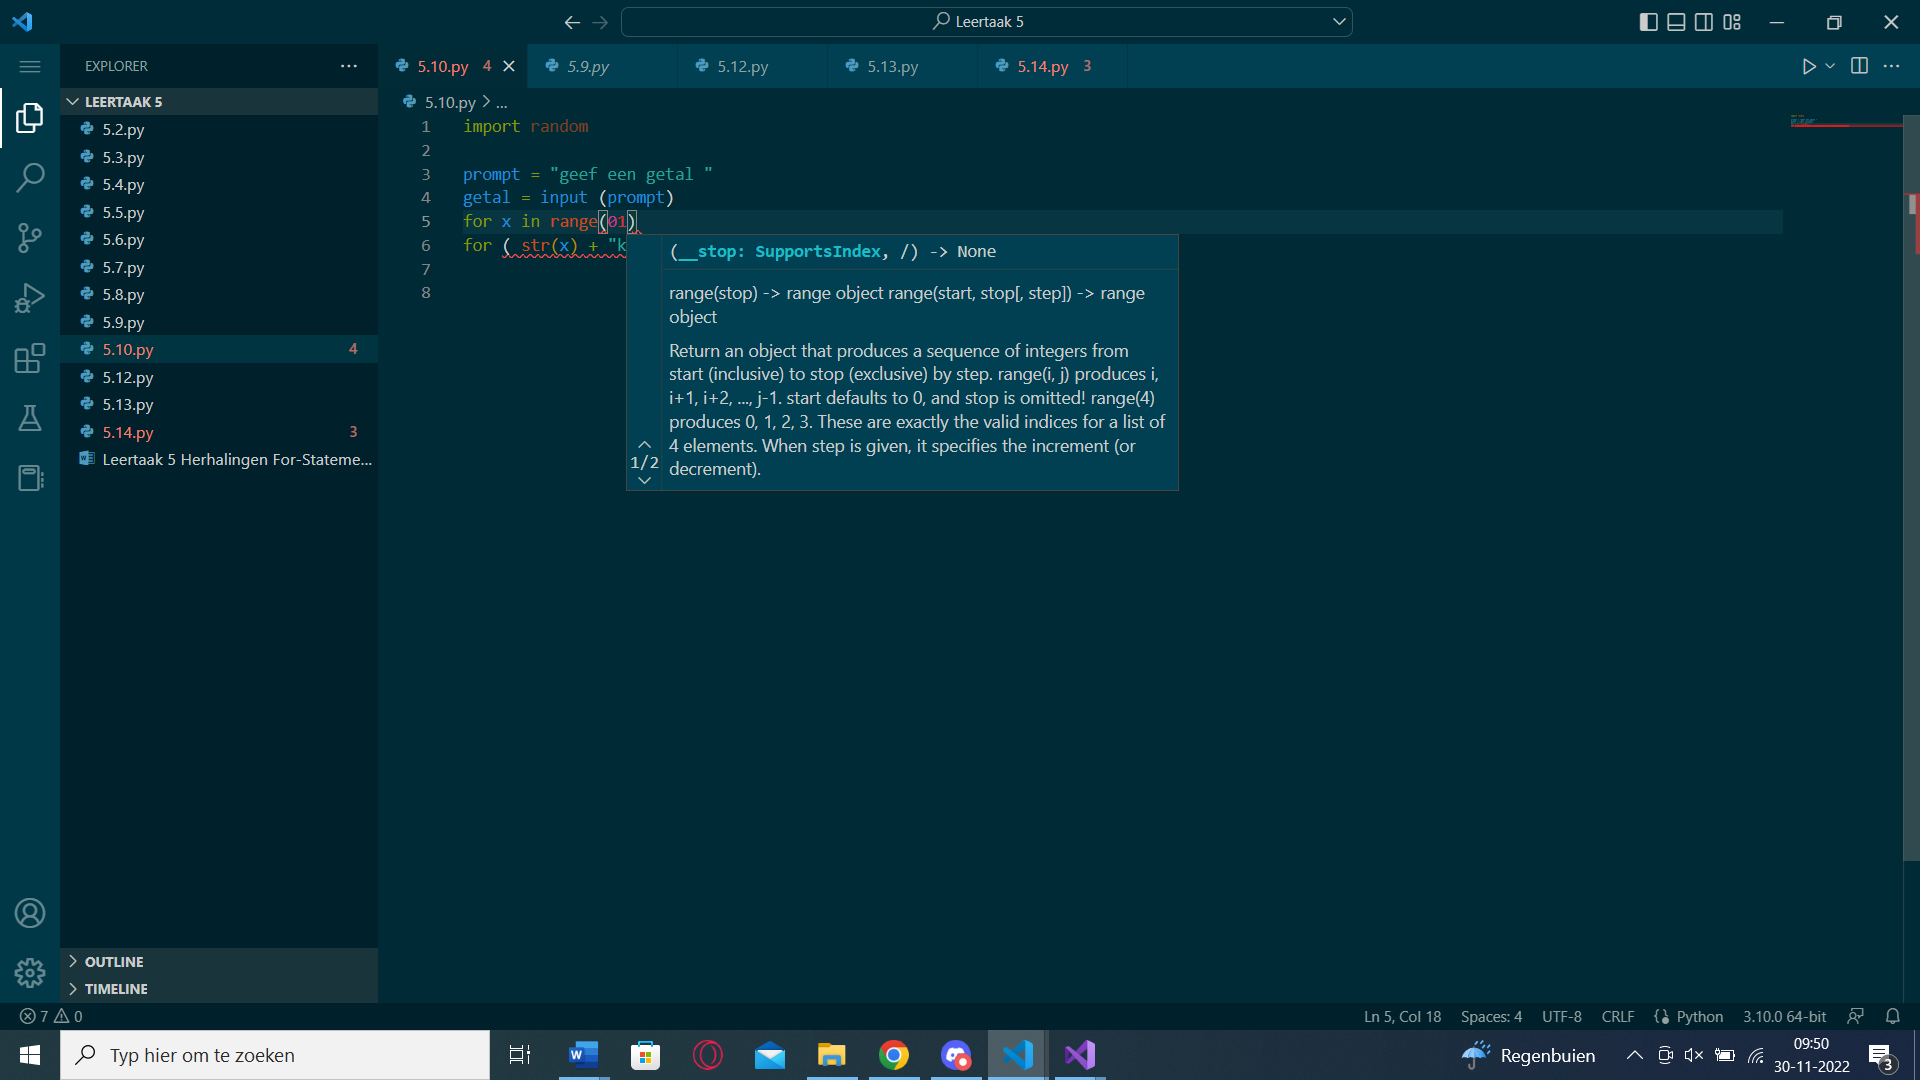 Leertaak 5
EXPLORER
5.10.py 4
5.9.py
5.12.py
5.13.py
5.14.py 3
LEERTAAK 5
5.2.py
5.3.py
5.4.py
5.5.py
5.6.py
5.7.py
5.8.py
5.9.py
5.10.py 4
5.12.py
5.13.py
5.14.py 3
Leertaak 5 Herhalingen For-Stateme...
OUTLINE
TIMELINE
5.10.py > ...
1 import random
2
3 prompt = "geef een getal "
4 getal = input (prompt)
5 for x in range(01)
6 for ( str(x) + "k
7
8
(__stop: SupportsIndex, /) -> None
range(stop) -> range object range(start, stop[, step]) -> range
object
Return an object that produces a sequence of integers from
start (inclusive) to stop (exclusive) by step. range(i, j) produces i,
i+1, i+2, ..., j-1. start defaults to 0, and stop is omitted! range(4)
produces 0, 1, 2, 3. These are exactly the valid indices for a list of
4 elements. When step is given, it specifies the increment (or
decrement).
1/2
7 0
Ln 5, Col 18 Spaces: 4 UTF-8 CRLF Python 3.10.0 64-bit
Typ hier om te zoeken
Regenbuien
09:50
30-11-2022
3